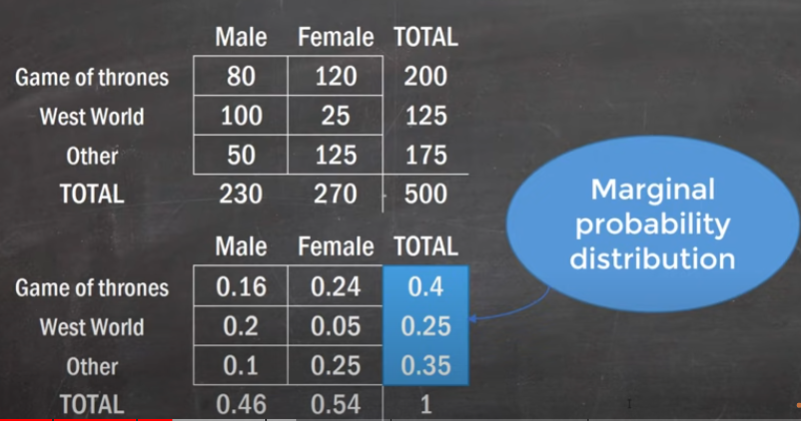 Male Female TOTAL
Game of thrones 80 120 200
West World 100 25 125
Other 50 125 175
TOTAL 230 270 500
Marginal
probability
distribution
Male Female TOTAL
Game of thrones 0.16 0.24 0.4
West World 0.2 0.05 0.25
Other 0.1 0.25 0.35
TOTAL 0.46 0.54 1